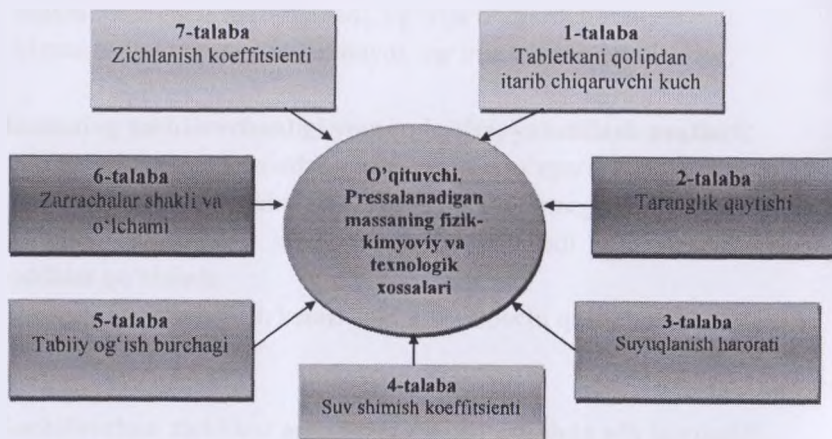 7-talaba
Zichlanish koeffitsienti
1-talaba
Tabletkani qolipdan
itarib chiqaruvchi kuch
6-talaba
Zarrachalar shakli va
o‘lchami
O’qituvchi.
Pressalanadigan
massaning fizik-
kimyoviy va
texnologik
xossalari
2-talaba
Taranglik qaytishi
5-talaba
Tabiiy og‘ish burchagi
3-talaba
Suyuqlanish harorati
4-talaba
Suv shimish koeffitsienti